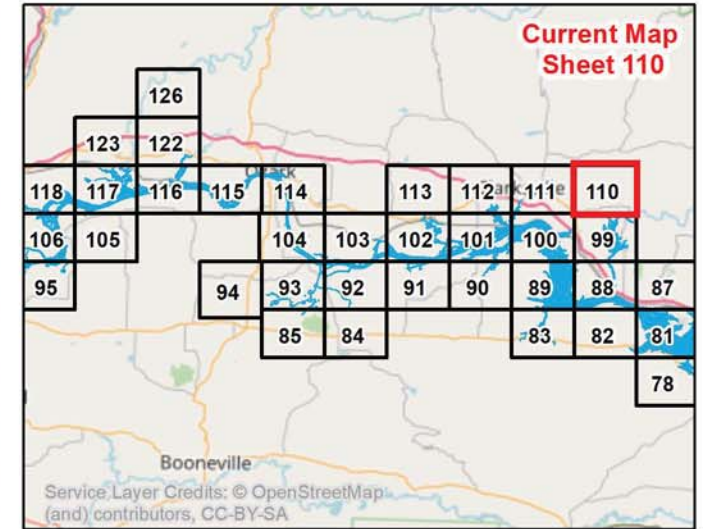 Current Map
Sheet 110
126
123 122
Ozark
118 117 116 115 114 113 112 111 110
106 105 104 103 102 101 100 99
95 94 93 92 91 90 89 88 87
85 84 83 82 81
78
Booneville
Service Layer Credits: © OpenStreetMap
(and) contributors, CC-BY-SA